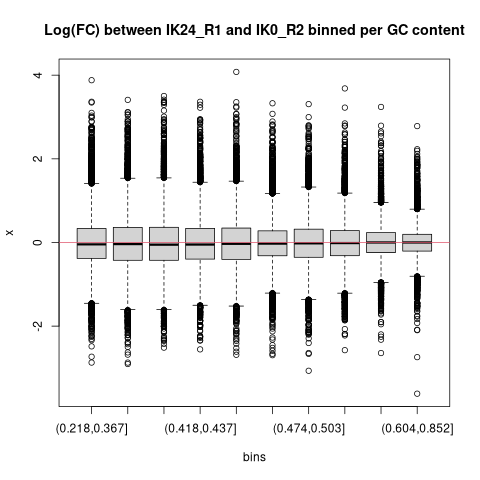 Log(FC) between IK24_R1 and IK0_R2 binned per GC content
4
2
0
-2
x
(0.218,0.367]
(0.418,0.437]
(0.474,0.503]
(0.604,0.852]
bins